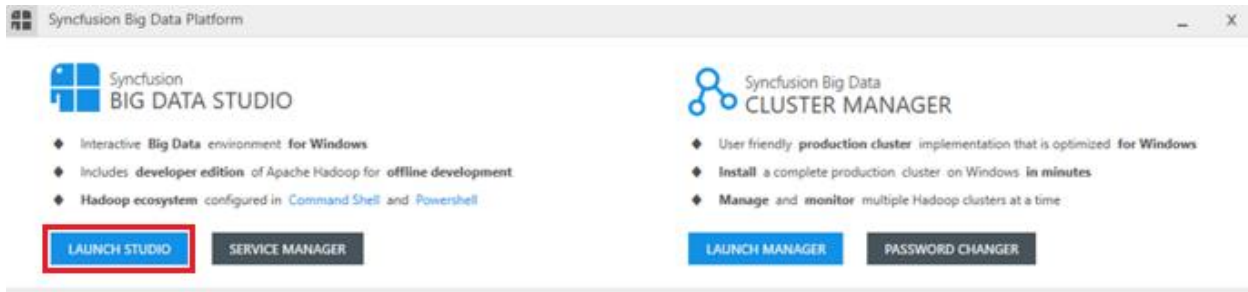 Syncfusion Big Data Platform
Syncfusion
BIG DATA STUDIO
Interactive Big Data environment for Windows
Includes developer edition of Apache Hadoop for offline development
Hadoop ecosystem configured in Command Shell and Powershell
LAUNCH STUDIO
SERVICE MANAGER
Syncfusion Big Data
CLUSTER MANAGER
User friendly production cluster implementation that is optimized for Windows
Install a complete production cluster on Windows in minutes
Manage and monitor multiple Hadoop clusters at a time
LAUNCH MANAGER
PASSWORD CHANGER